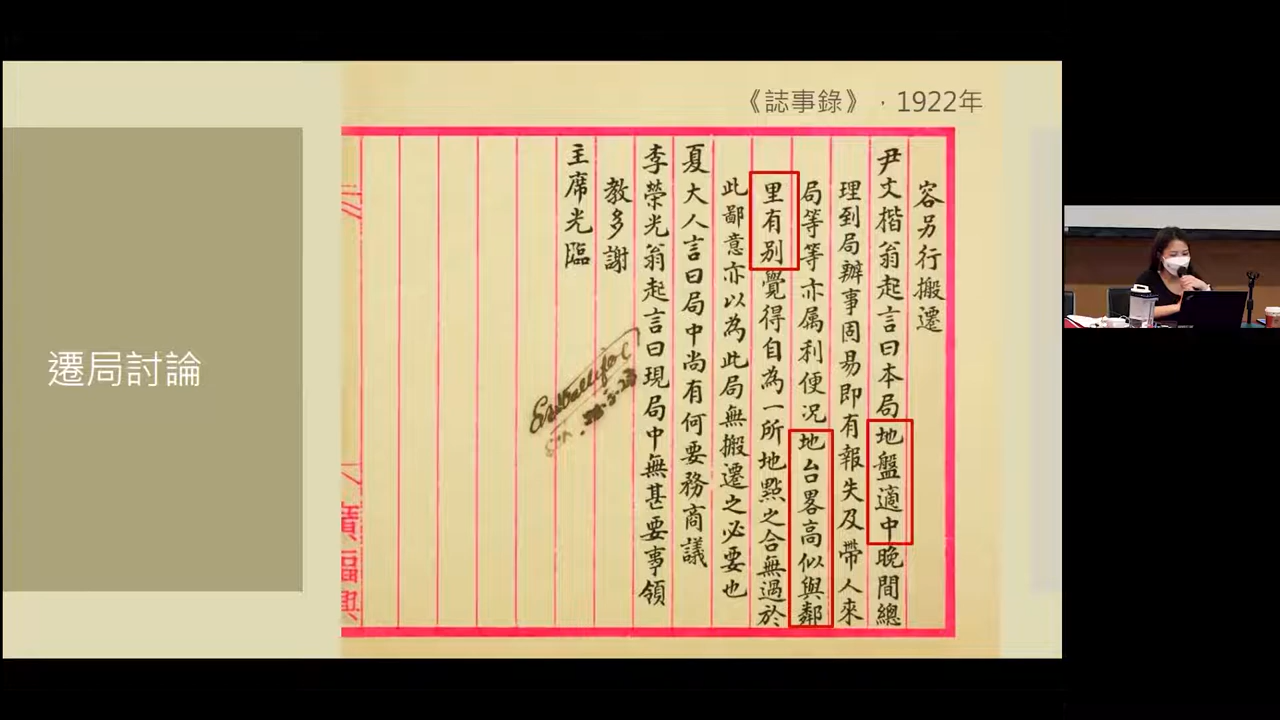 《誌事錄》，1922年
遷局討論
容另行搬遷
尹文楷翁起言曰本局地盤適中晚間總
理到局辦事周易即有報失及帶人來
局等等亦属利便况地台畧高似與鄰
里有別覺得自為一所地點之合無過於
此鄙意亦以為此局無搬遷之必要也
夏大人言曰局中尚有何要務商議
李榮光翁起言曰現局中無甚要事領
教多謝
主席光臨
廣福興